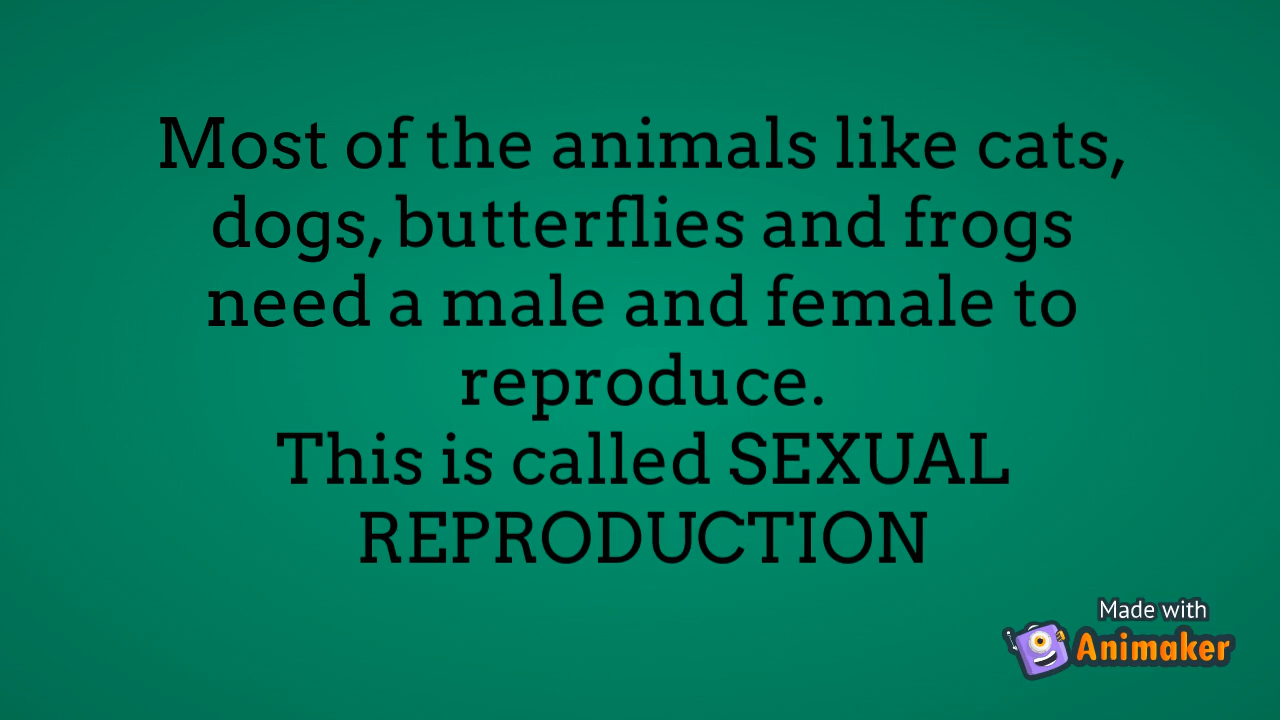 Most of the animals like cats,
dogs, butterflies and frogs
need a male and female to
reproduce.
This is called SEXUAL
REPRODUCTION
Made with
Animaker